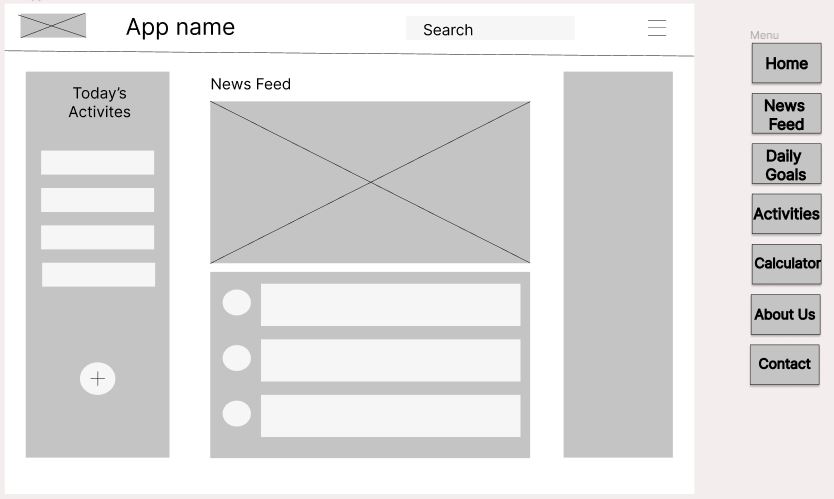 App name
Search
Today's
Activites
News Feed
Menu
Home
News
Feed
Daily
Goals
Activities
Calculator
About Us
Contact